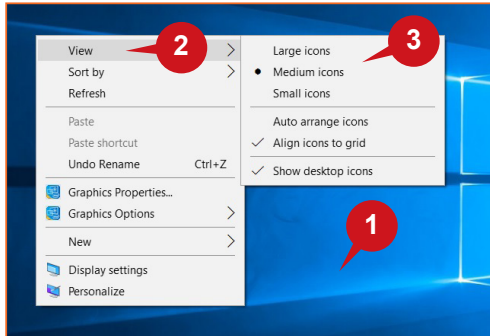 View
Sort by
Refresh
Paste
Paste shortcut
Undo Rename Ctrl+Z
Graphics Properties...
Graphics Options
New
Display settings
Personalize
Large icons
Medium icons
Small icons
Auto arrange icons
Align icons to grid
Show desktop icons
2
3
1